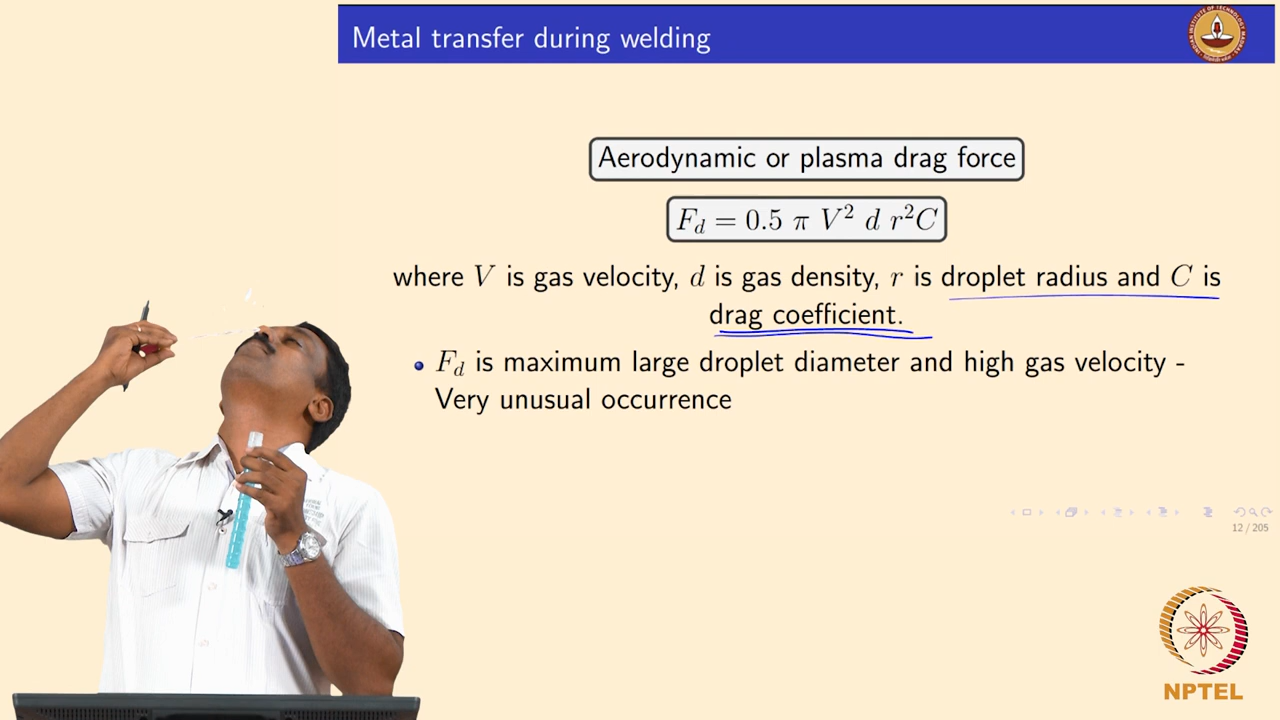 Metal transfer during welding
Aerodynamic or plasma drag force
F_d = 0.5 π V² d r²C
where V is gas velocity, d is gas density, r is droplet radius and C is
drag coefficient.
F_d is maximum large droplet diameter and high gas velocity -
Very unusual occurrence
12 / 205
NPTEL